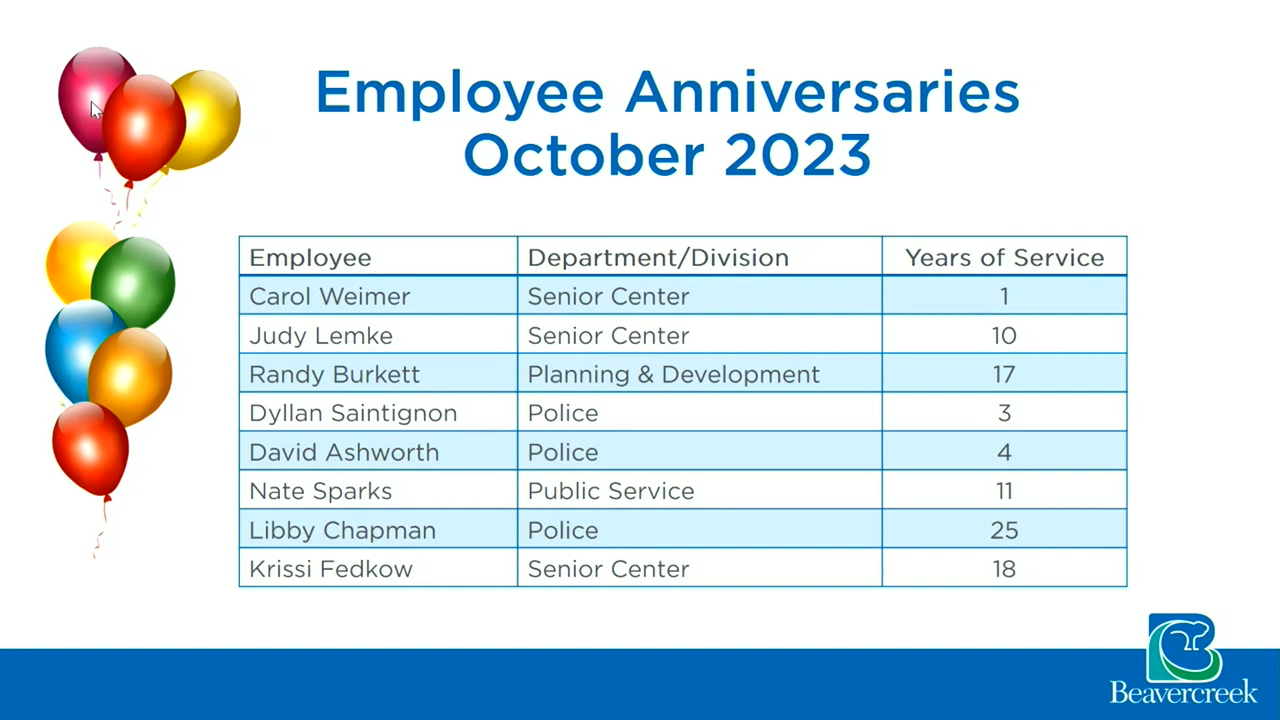 Employee Anniversaries
October 2023
Employee Department/Division Years of Service
Carol Weimer Senior Center 1
Judy Lemke Senior Center 10
Randy Burkett Planning & Development 17
Dyllan Saintignon Police 3
David Ashworth Police 4
Nate Sparks Public Service 11
Libby Chapman Police 25
Krissi Fedkow Senior Center 18
Beavercreek